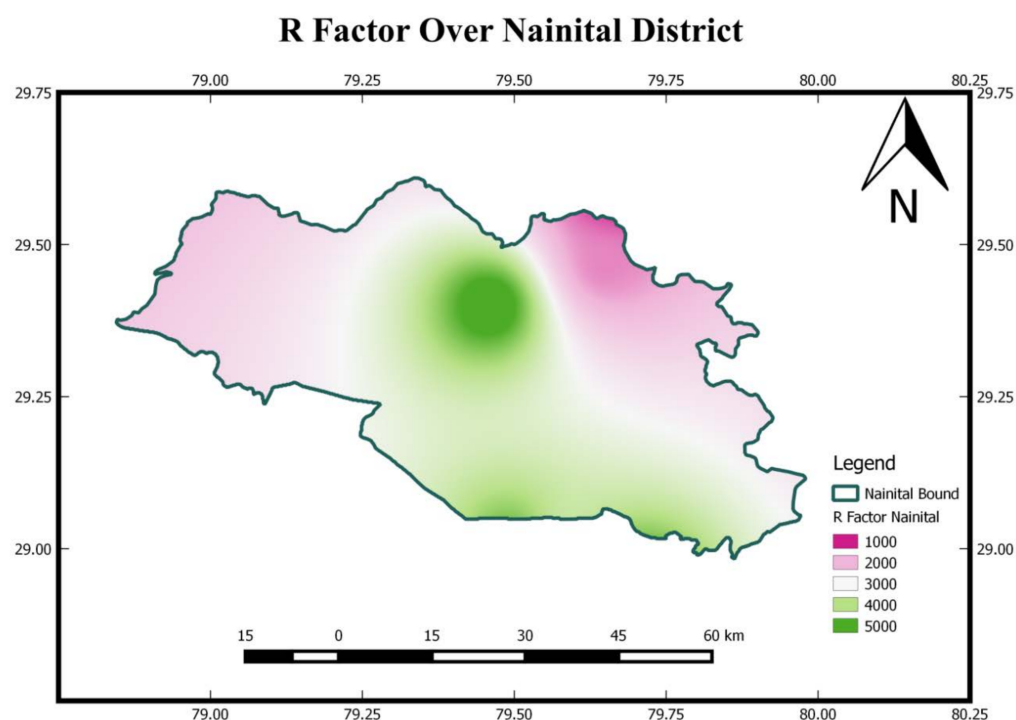 R Factor Over Nainital District
79.00 79.25 79.50 79.75 80.00 80.25
29.75 29.75
N
29.50 29.50
29.25 29.25
Legend
Nainital Bound
R Factor Nainital
1000
2000
3000
4000
5000
29.00 29.00
15 0 15 30 45 60 km
79.00 79.25 79.50 79.75 80.00 80.25